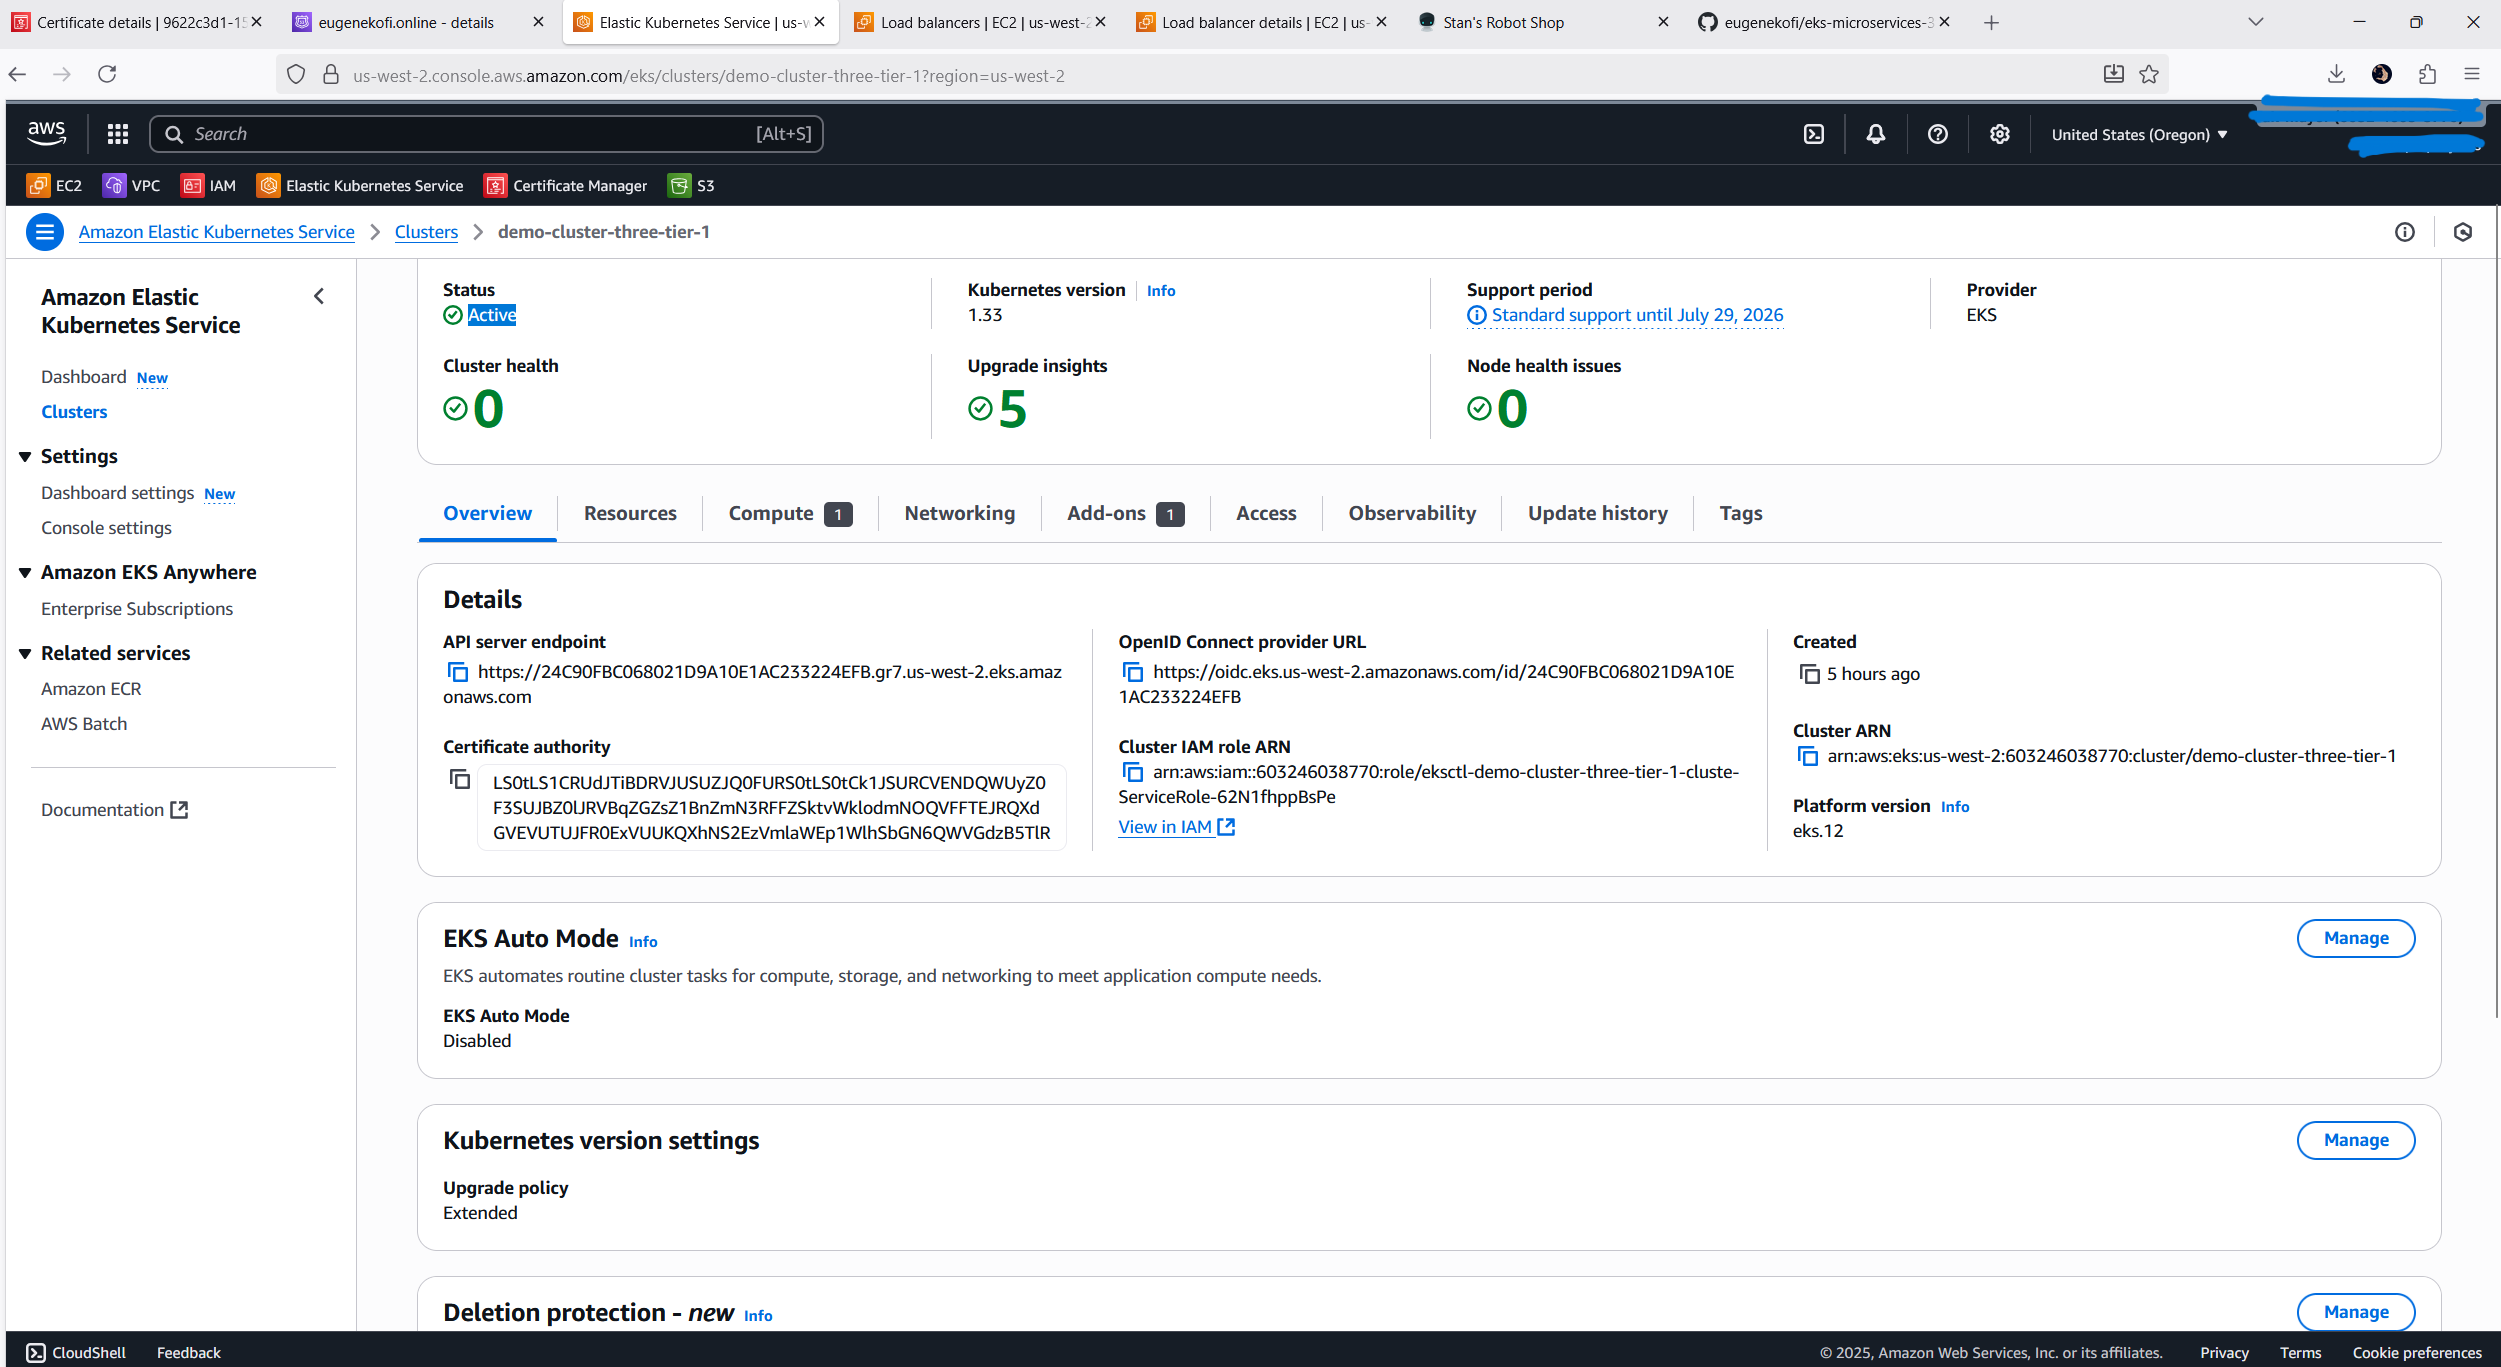 Certificate details | 9622c3d1-15
eugenekofi.online - details
Elastic Kubernetes Service | us-w
Load balancers | EC2 | us-west-2
Load balancer details | EC2 | us-
Stan's Robot Shop
eugenekofi/eks-microservices-3
us-west-2.console.aws.amazon.com/eks/clusters/demo-cluster-three-tier-1?region=us-west-2
aws
Search
[Alt+S]
United States (Oregon)
EC2
VPC
IAM
Elastic Kubernetes Service
Certificate Manager
S3
Amazon Elastic Kubernetes Service
Clusters
demo-cluster-three-tier-1
Amazon Elastic
Kubernetes Service
Dashboard New
Clusters
Settings
Dashboard settings New
Console settings
Amazon EKS Anywhere
Enterprise Subscriptions
Related services
Amazon ECR
AWS Batch
Documentation
Status
Active
Kubernetes version Info
1.33
Support period
Standard support until July 29, 2026
Provider
EKS
Cluster health
0
Upgrade insights
5
Node health issues
0
Overview
Resources
Compute 1
Networking
Add-ons 1
Access
Observability
Update history
Tags
Details
API server endpoint
https://24C90FBC068021D9A10E1AC233224EFB.gr7.us-west-2.eks.amaz
onaws.com
Certificate authority
LS0tLS1CRUdJTiBDRVJUSUZJQ0FURS0tLS0tCk1JSURCVENDQWUyZ0
F3SUJBZ0lJRVBqZGZsZ1BnZmN3RFFZSktvWklodmNOQVFFTEJRQXd
GVEVUTUJFR0ExVUUKQXhNS2EzVmlaWEp1WlhSbGN6QWVGdzB5TlR
OpenID Connect provider URL
https://oidc.eks.us-west-2.amazonaws.com/id/24C90FBC068021D9A10E
1AC233224EFB
Cluster IAM role ARN
arn:aws:iam::603246038770:role/eksctl-demo-cluster-three-tier-1-cluste-
ServiceRole-62N1fhppBsPe
View in IAM
Created
5 hours ago
Cluster ARN
arn:aws:eks:us-west-2:603246038770:cluster/demo-cluster-three-tier-1
Platform version Info
eks.12
EKS Auto Mode Info
Manage
EKS automates routine cluster tasks for compute, storage, and networking to meet application compute needs.
EKS Auto Mode
Disabled
Kubernetes version settings
Manage
Upgrade policy
Extended
Deletion protection - new Info
Manage
CloudShell
Feedback
© 2025, Amazon Web Services, Inc. or its affiliates.
Privacy
Terms
Cookie preferences